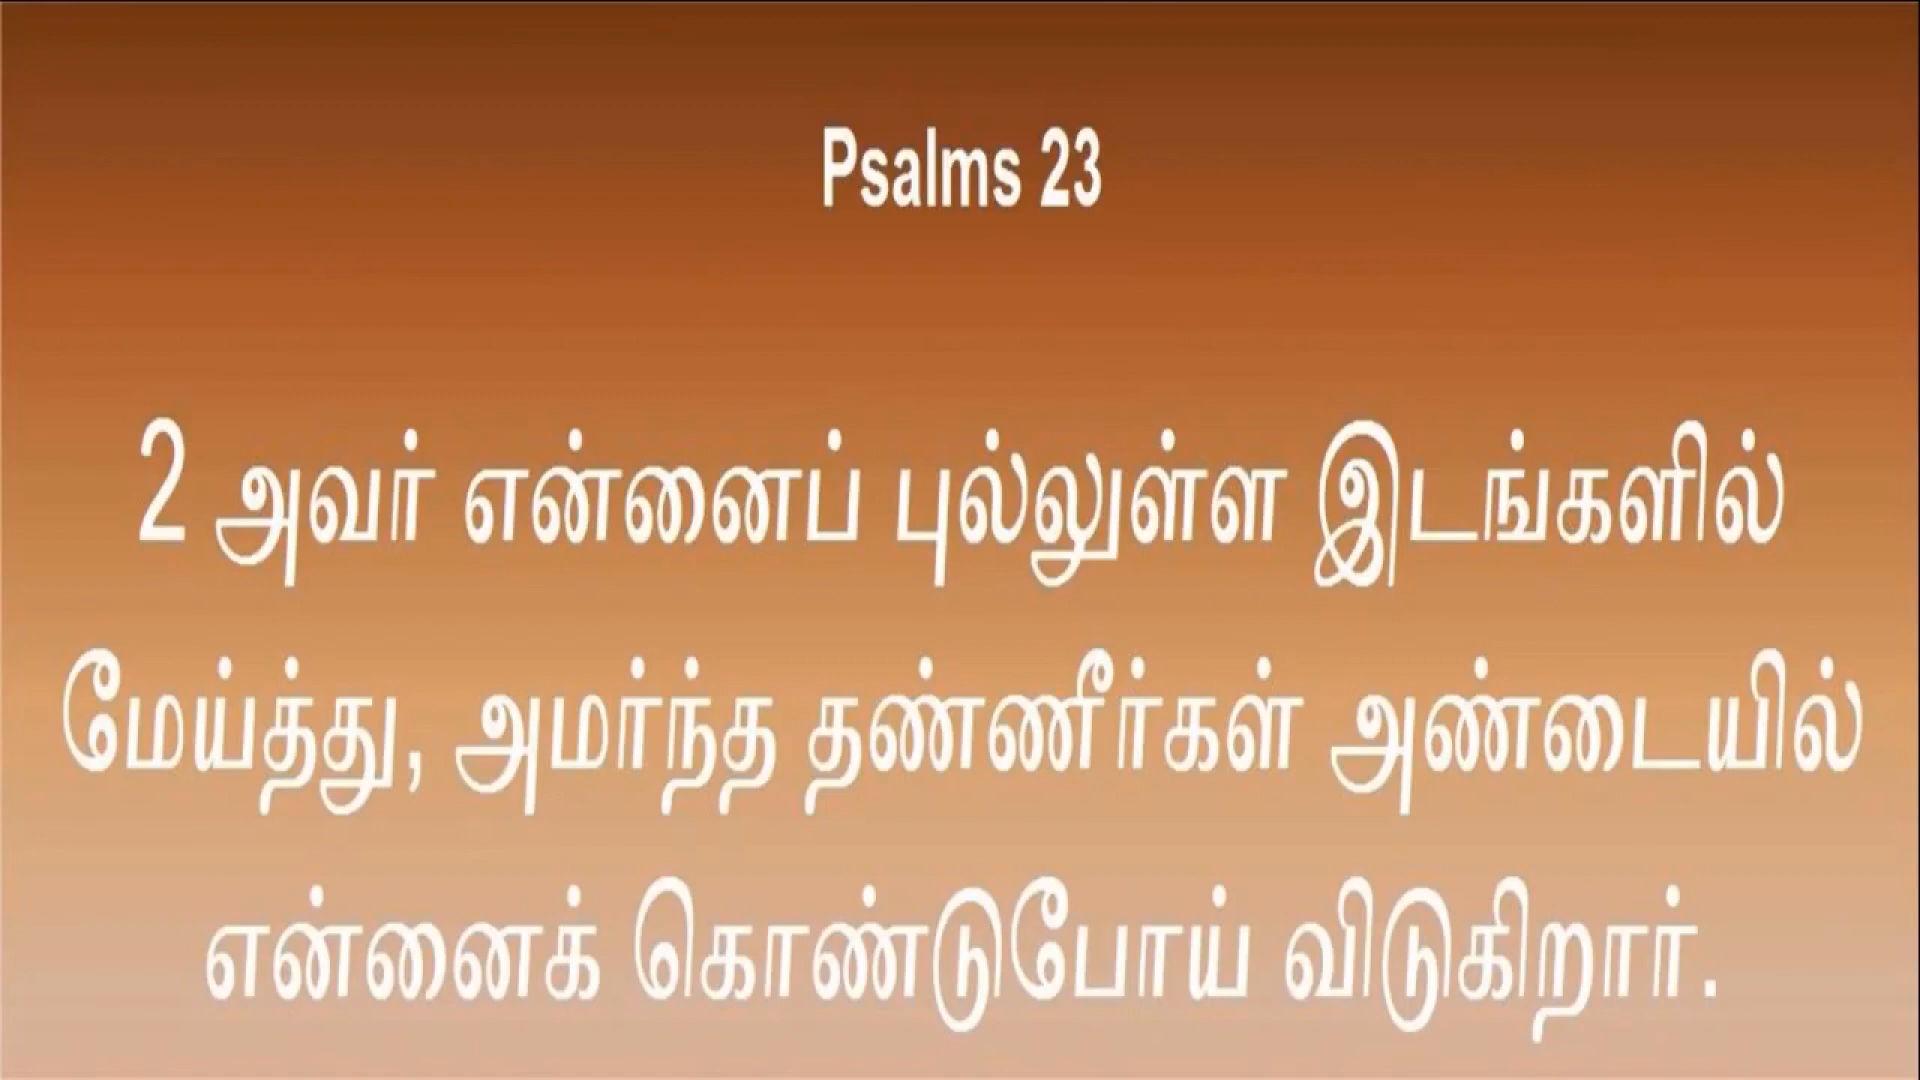 Psalms 23
2 அவர் என்னைப் புல்லுள்ள இடங்களில்
மேய்த்து, அமர்ந்த தண்ணீர்கள் அண்டையில்
என்னைக் கொண்டுபோய் விடுகிறார்.